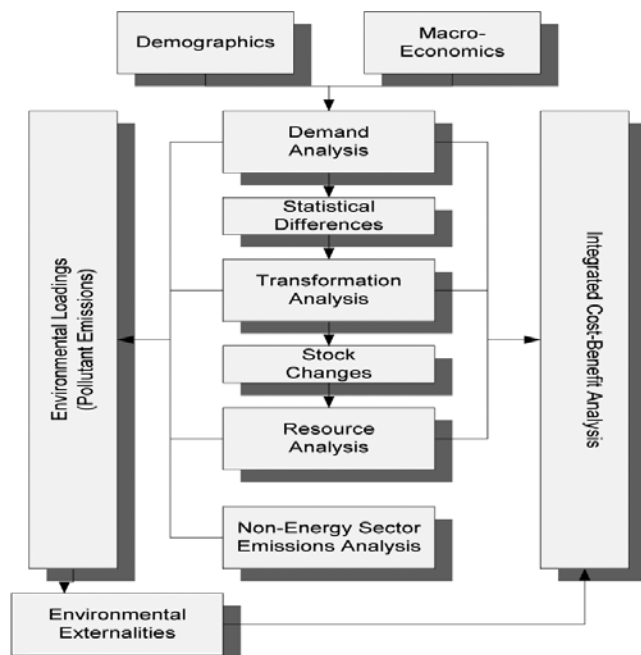 Demographics
Macro-
Economics
Demand
Analysis
Statistical
Differences
Transformation
Analysis
Stock
Changes
Resource
Analysis
Non-Energy Sector
Emissions Analysis
Environmental Loadings
(Pollutant Emissions)
Integrated Cost-Benefit Analysis
Environmental
Externalities